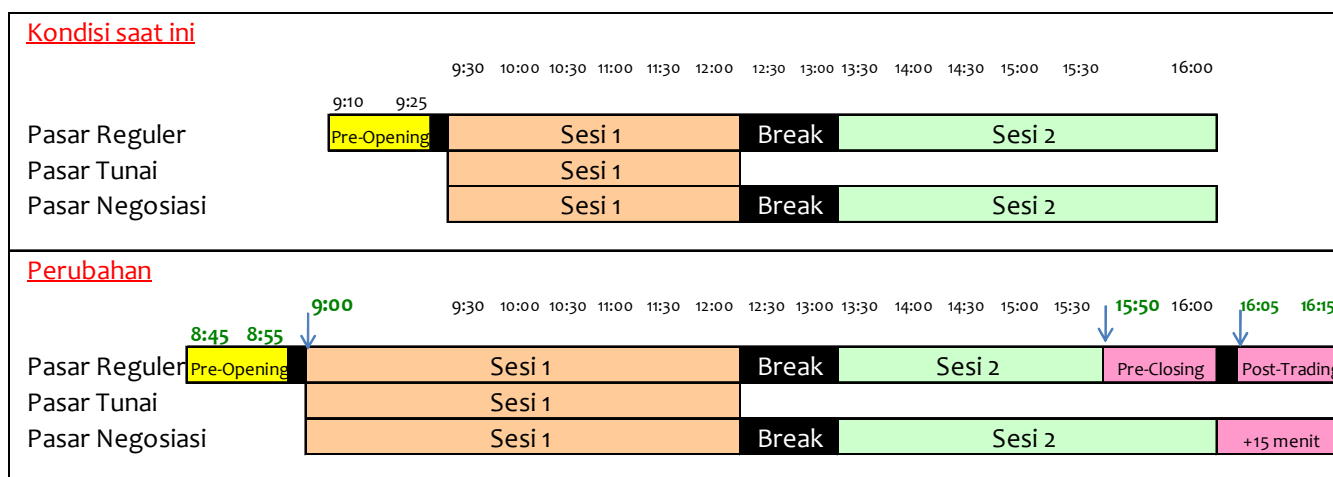 Kondisi saat ini
9:30 10:00 10:30 11:00 11:30 12:00 12:30 13:00 13:30 14:00 14:30 15:00 15:30 16:00
9:10 9:25
Pasar Reguler Pre-Opening Sesi 1 Break Sesi 2
Pasar Tunai Sesi 1
Pasar Negosiasi Sesi 1 Break Sesi 2
Perubahan
9:00 9:30 10:00 10:30 11:00 11:30 12:00 12:30 13:00 13:30 14:00 14:30 15:00 15:30 15:50 16:00 16:05 16:15
8:45 8:55
Pasar Reguler Pre-Opening Sesi 1 Break Sesi 2 Pre-Closing Post-Trading
Pasar Tunai Sesi 1
Pasar Negosiasi Sesi 1 Break Sesi 2 +15 menit